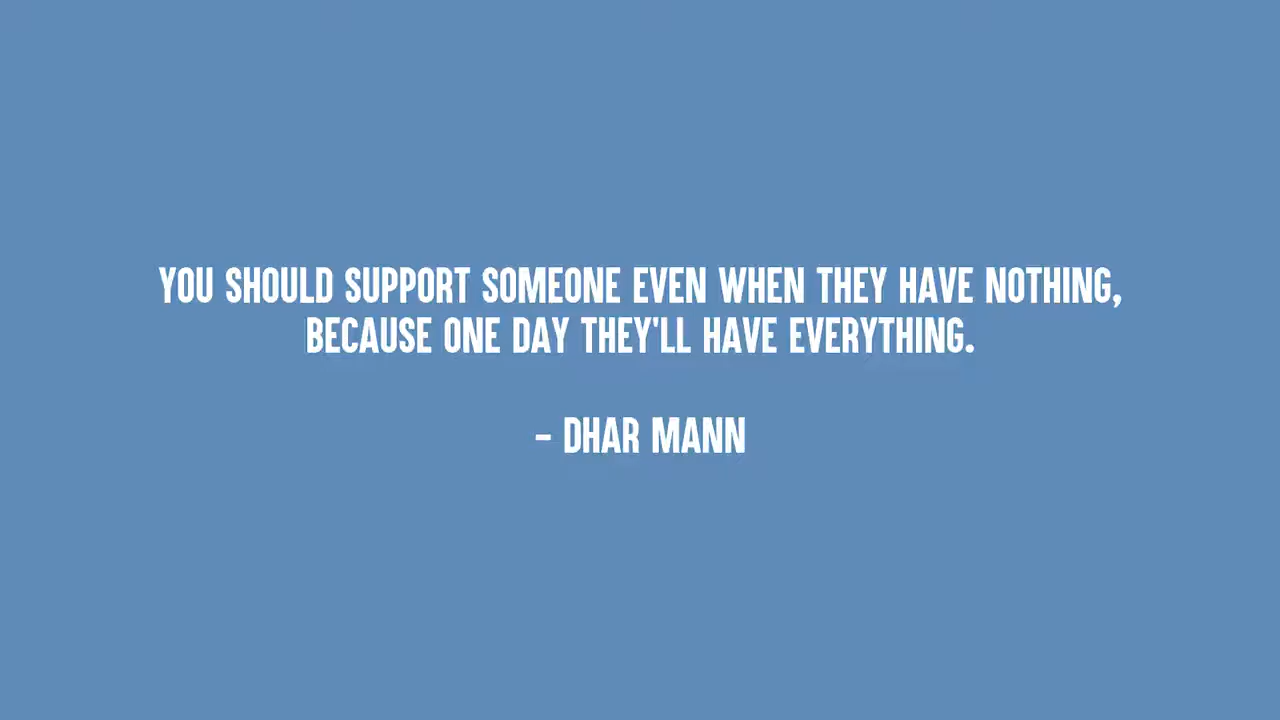 YOU SHOULD SUPPORT SOMEONE EVEN WHEN THEY HAVE NOTHING,
BECAUSE ONE DAY THEY'LL HAVE EVERYTHING.
- DHAR MANN